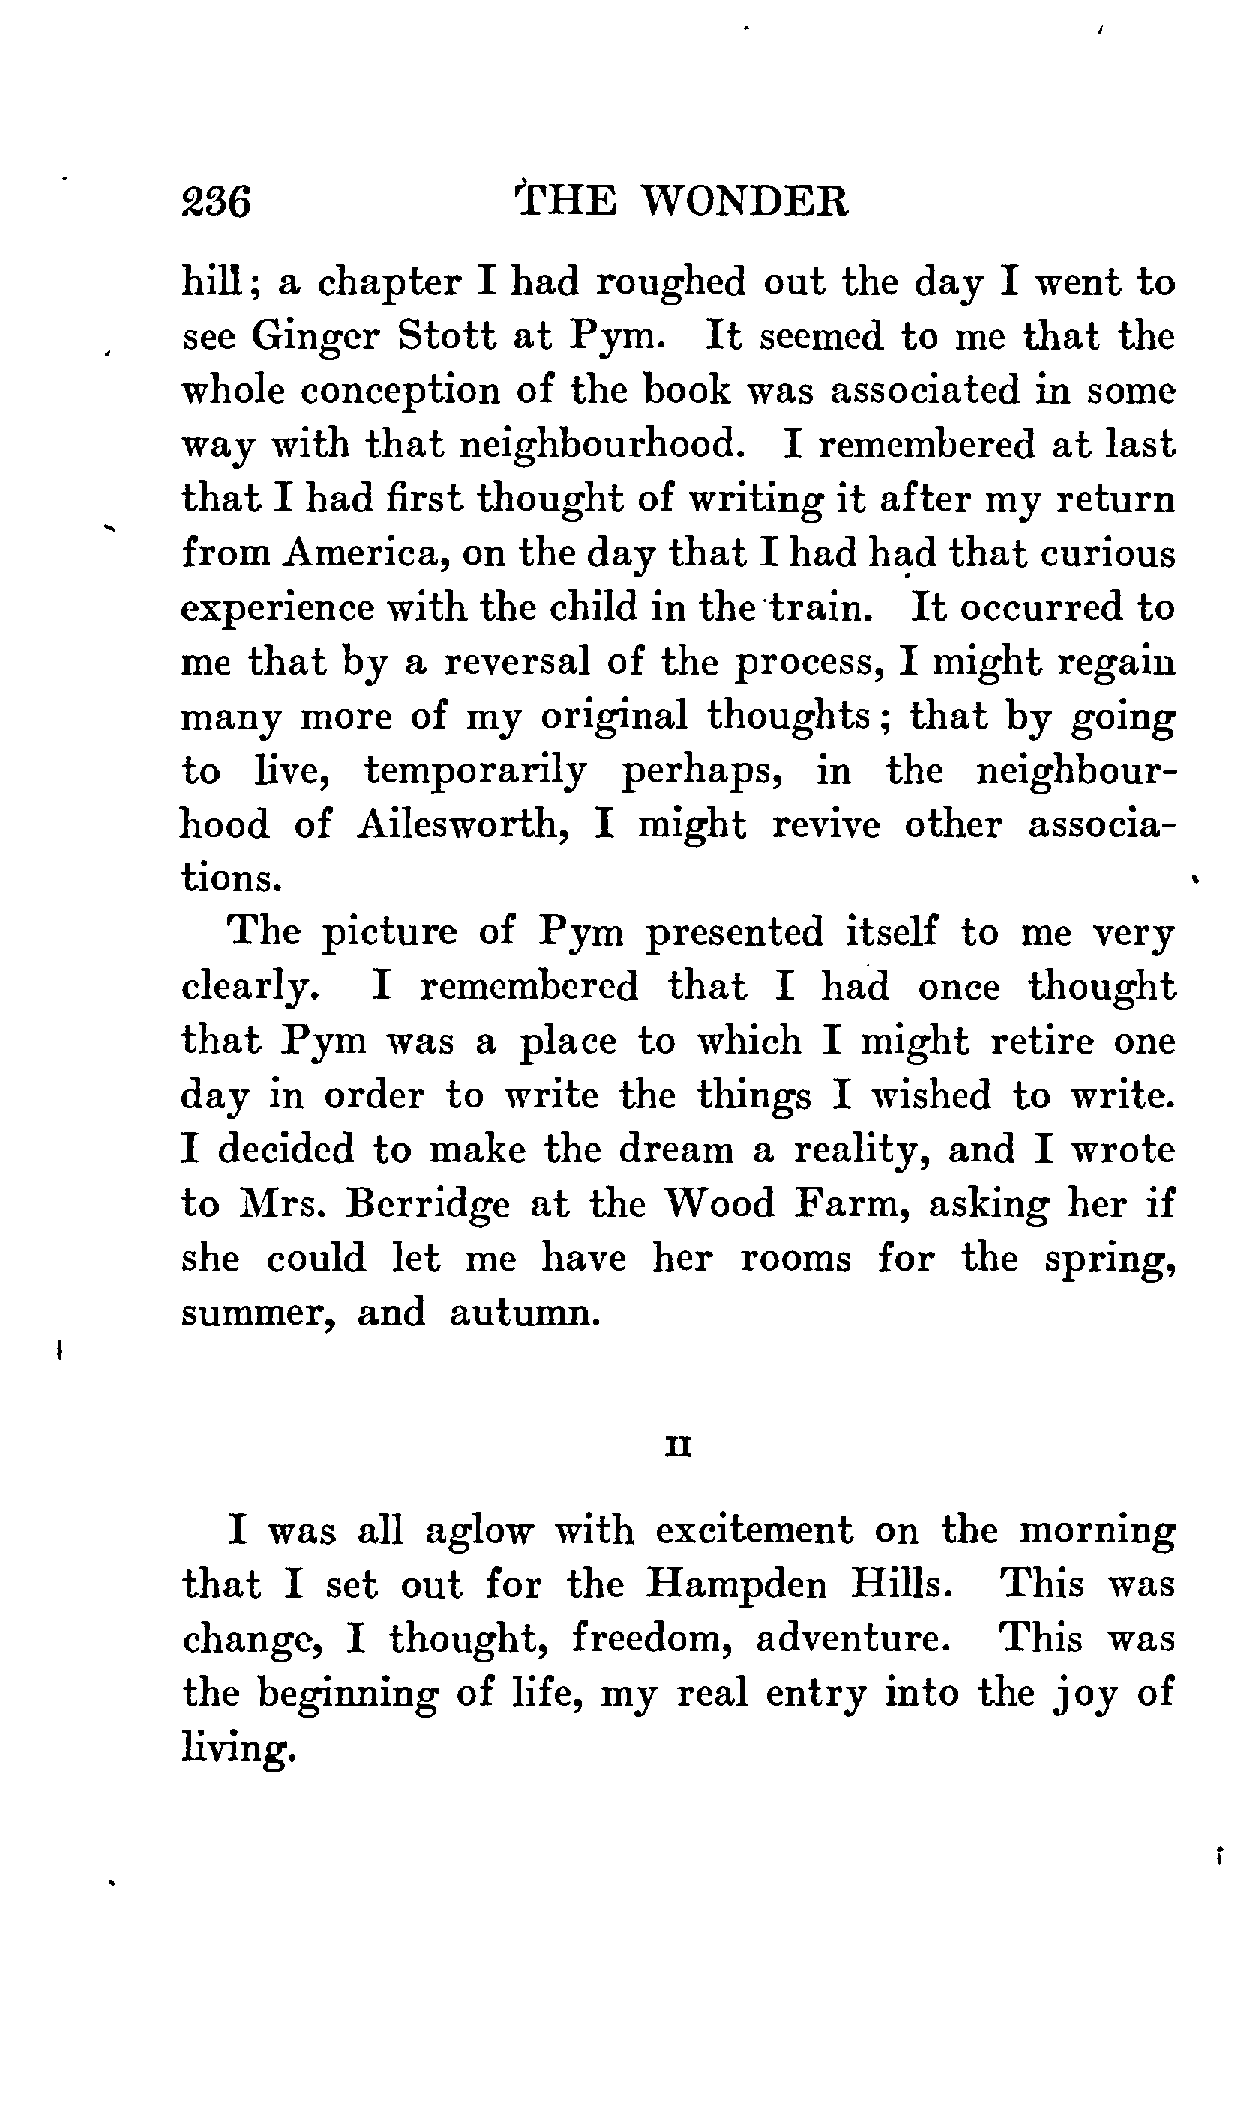 236 THE WONDER
hill; a chapter I had roughed out the day I went to
see Ginger Stott at Pym. It seemed to me that the
whole conception of the book was associated in some
way with that neighbourhood. I remembered at last
that I had first thought of writing it after my return
from America, on the day that I had had that curious
experience with the child in the train. It occurred to
me that by a reversal of the process, I might regain
many more of my original thoughts; that by going
to live, temporarily perhaps, in the neighbour-
hood of Ailesworth, I might revive other associa-
tions.
The picture of Pym presented itself to me very
clearly. I remembered that I had once thought
that Pym was a place to which I might retire one
day in order to write the things I wished to write.
I decided to make the dream a reality, and I wrote
to Mrs. Berridge at the Wood Farm, asking her if
she could let me have her rooms for the spring,
summer, and autumn.
II
I was all aglow with excitement on the morning
that I set out for the Hampden Hills. This was
change, I thought, freedom, adventure. This was
the beginning of life, my real entry into the joy of
living.